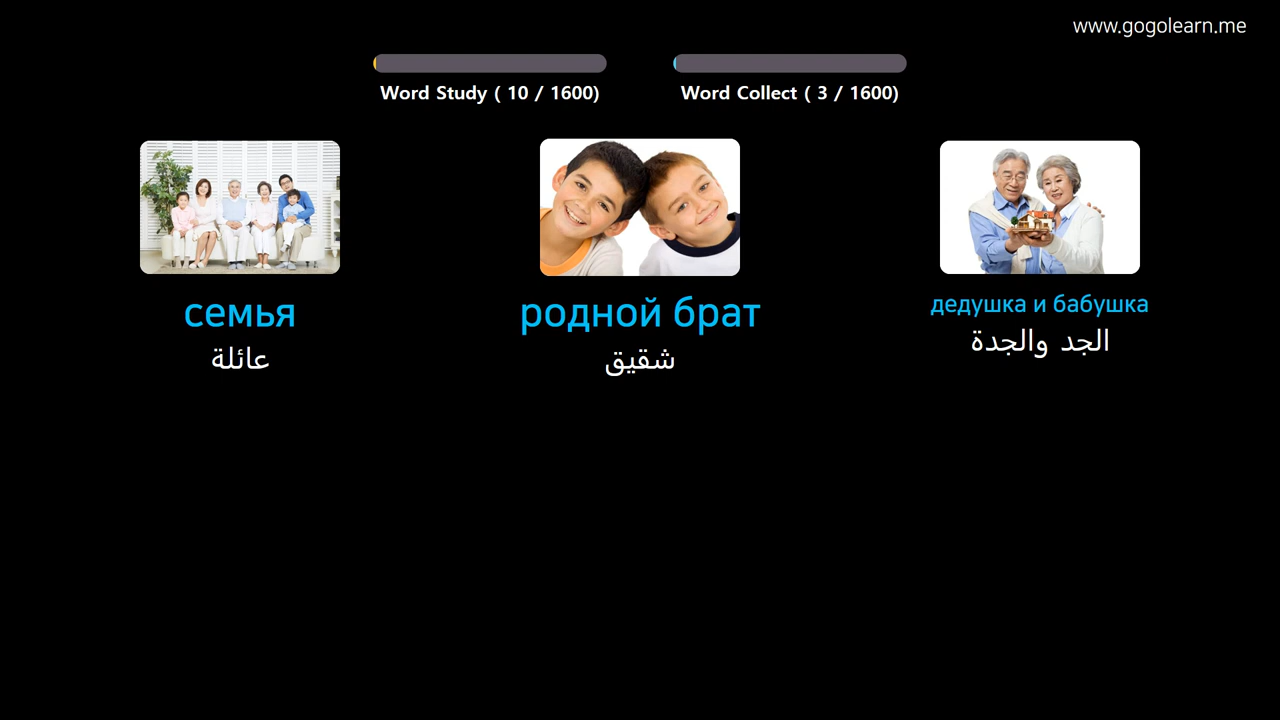 www.gogolearn.me
Word Study ( 10 / 1600)
Word Collect ( 3 / 1600)
семья
عائلة
родной брат
شقيق
дедушка и бабушка
الجد والجدة